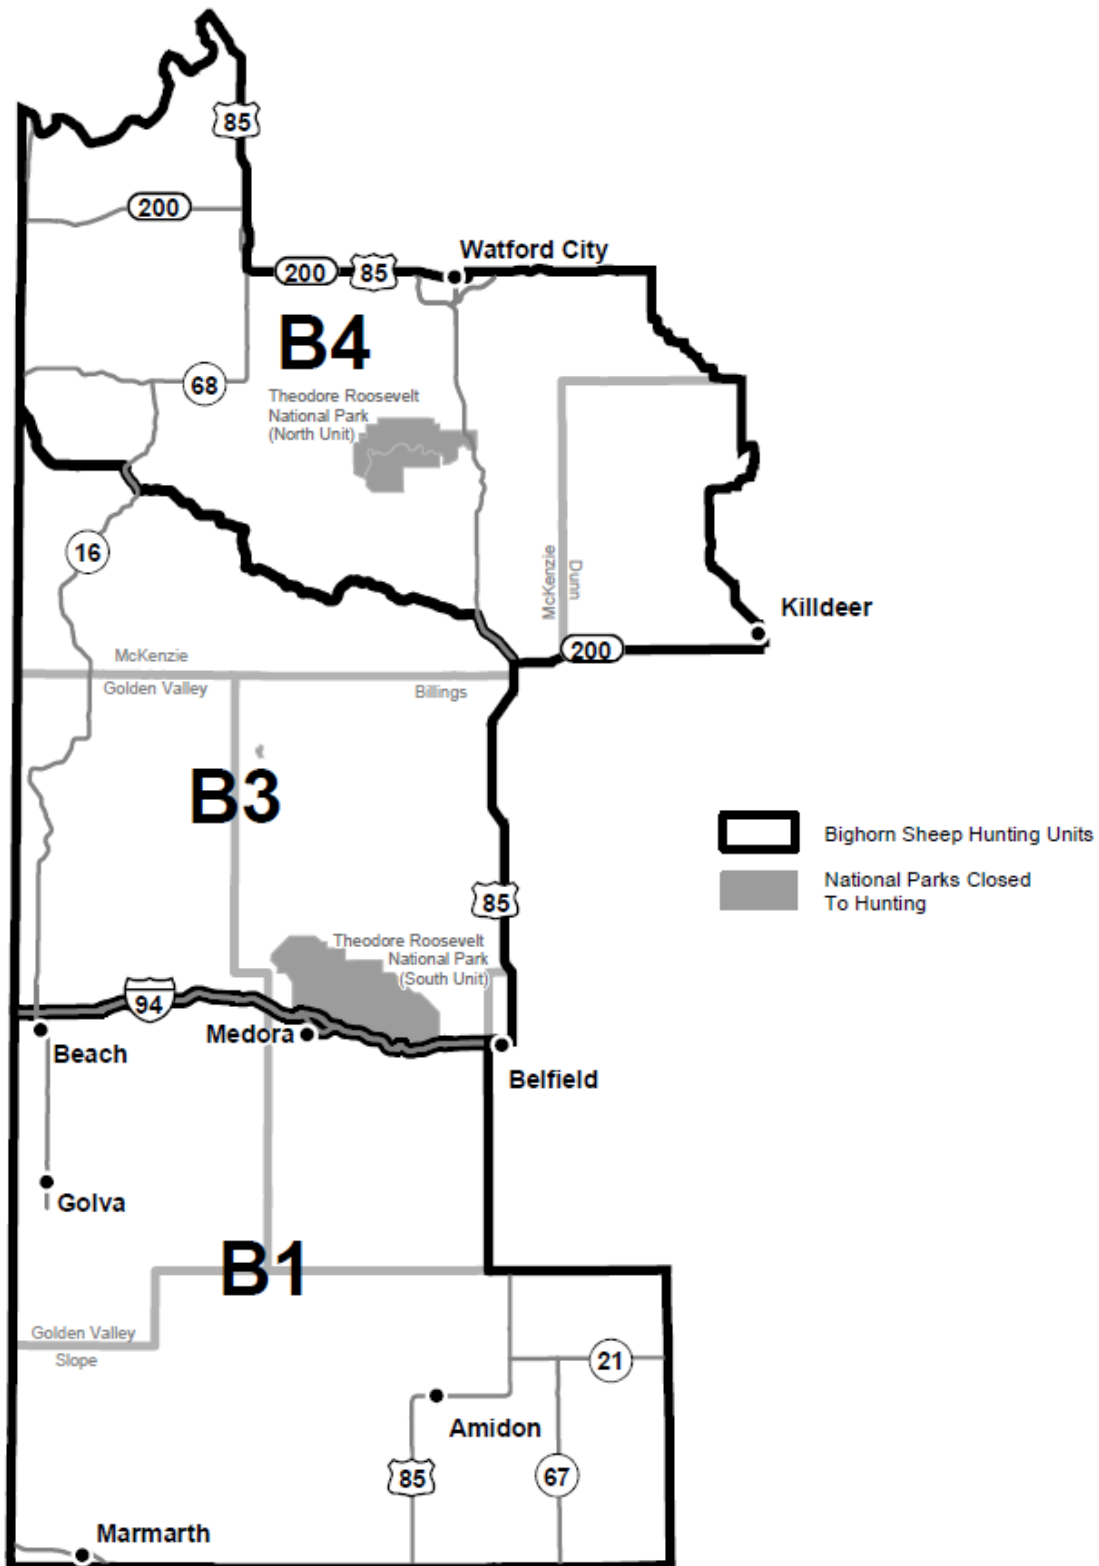 85
200
Watford City
200
85
B4
68
Theodore Roosevelt
National Park
(North Unit)
16
McKenzie
Dunn
Killdeer
200
McKenzie
Golden Valley
Billings
B3
Bighorn Sheep Hunting Units
National Parks Closed
To Hunting
85
Theodore Roosevelt
National Park
(South Unit)
94
Medora
Beach
Belfield
Golva
B1
Golden Valley
Slope
21
Amidon
85
67
Marmarth